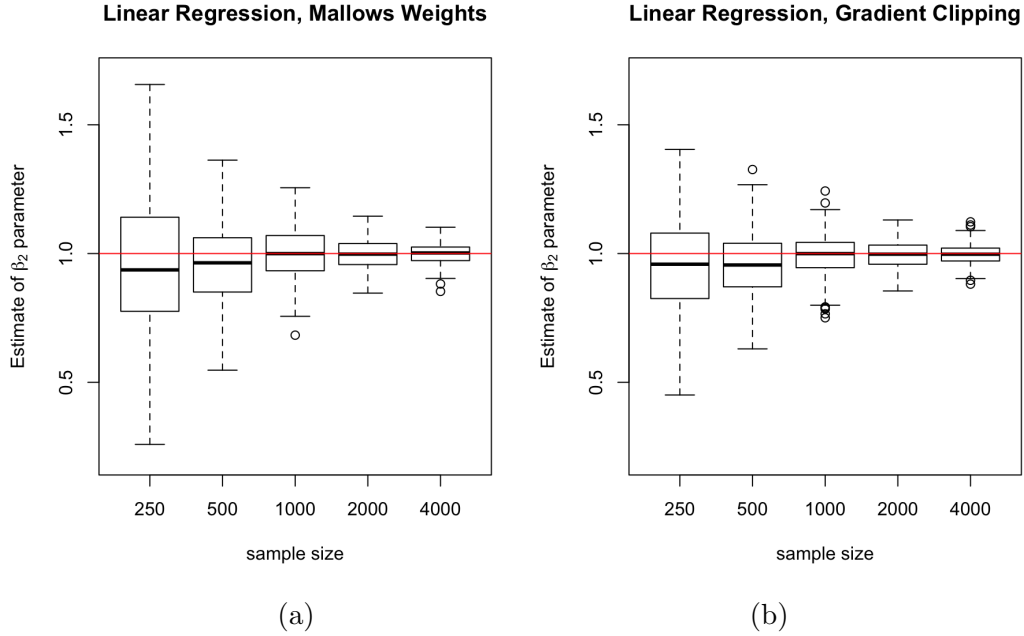 Linear Regression, Mallows Weights
Estimate of β₂ parameter
1.5
1.0
0.5
250 500 1000 2000 4000
sample size
(a)
Linear Regression, Gradient Clipping
Estimate of β₂ parameter
1.5
1.0
0.5
250 500 1000 2000 4000
sample size
(b)